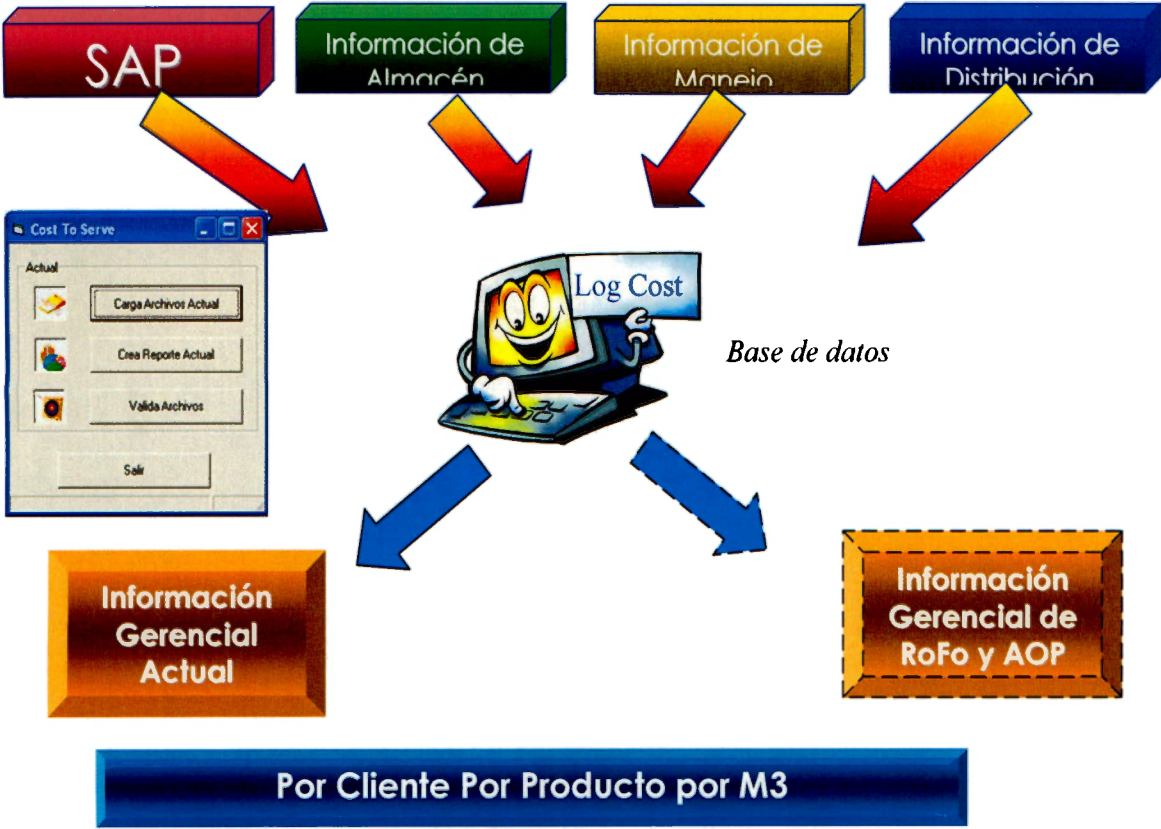 SAP
Información de
Almacén
Información de
Manejo
Información de
Distribución
Cost To Serve
Actual
Carga Archivos Actual
Crea Reporte Actual
Valida Archivos
Salir
Log Cost
Base de datos
Información
Gerencial
Actual
Información
Gerencial de
RoFo y AOP
Por Cliente Por Producto por M3